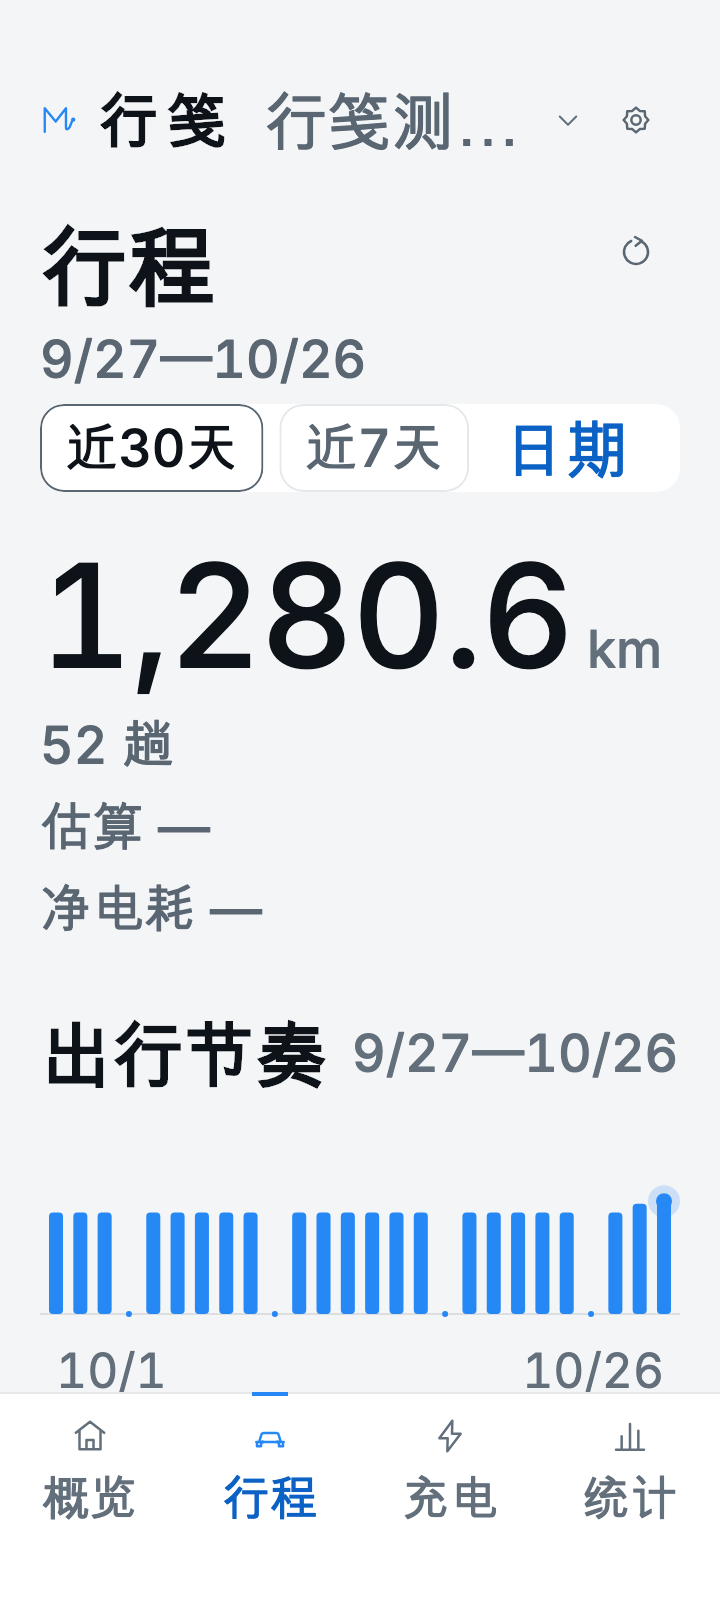 行笺 行笺测...
行程
9/27—10/26
近30天 近7天 日期
1,280.6 km
52 趟
估算 —
净电耗 —
出行节奏 9/27—10/26
10/1 10/26
概览 行程 充电 统计